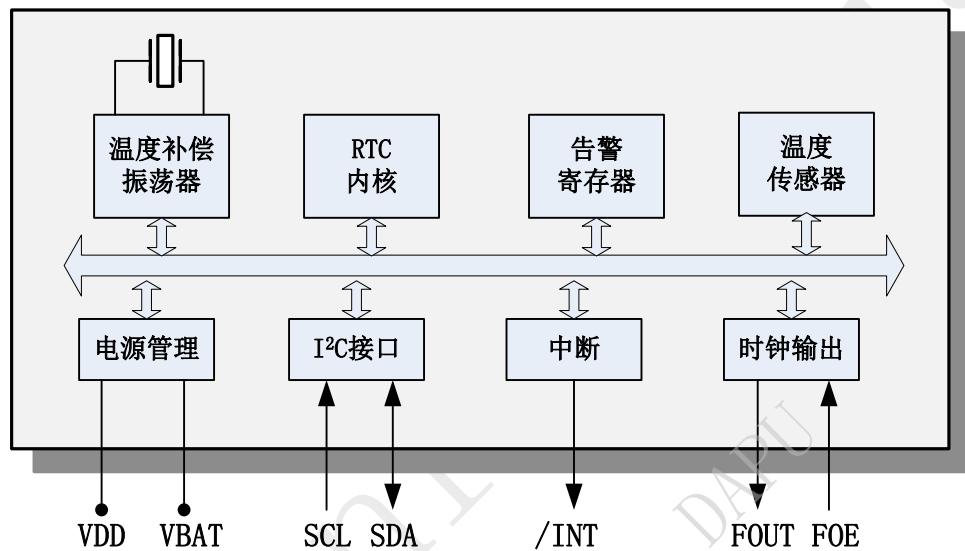 温度补偿
振荡器
RTC
内核
告警
寄存器
温度
传感器
电源管理
I²C接口
中断
时钟输出
VDD VBAT SCL SDA /INT FOUT FOE
DAPU